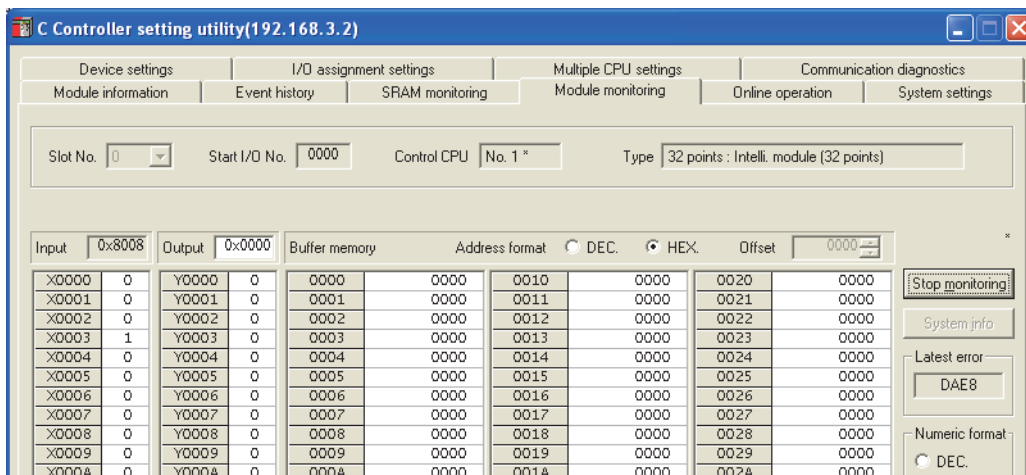 C Controller setting utility(192.168.3.2)
Device settings I/O assignment settings Multiple CPU settings Communication diagnostics
Module information Event history SRAM monitoring Module monitoring Online operation System settings
Slot No. 0 Start I/O No. 0000 Control CPU No. 1 * Type 32 points : Intelli. module (32 points)
*
Input 0x8008 Output 0x0000 Buffer memory Address format DEC. HEX. Offset 0000
X0000 0 Y0000 0 0000 0000 0010 0000 0020 0000
X0001 0 Y0001 0 0001 0000 0011 0000 0021 0000
X0002 0 Y0002 0 0002 0000 0012 0000 0022 0000
X0003 1 Y0003 0 0003 0000 0013 0000 0023 0000
X0004 0 Y0004 0 0004 0000 0014 0000 0024 0000
X0005 0 Y0005 0 0005 0000 0015 0000 0025 0000
X0006 0 Y0006 0 0006 0000 0016 0000 0026 0000
X0007 0 Y0007 0 0007 0000 0017 0000 0027 0000
X0008 0 Y0008 0 0008 0000 0018 0000 0028 0000
X0009 0 Y0009 0 0009 0000 0019 0000 0029 0000
X000A 0 Y000A 0 000A 0000 001A 0000 002A 0000
Stop monitoring
System info
Latest error
DAE8
Numeric format
DEC.